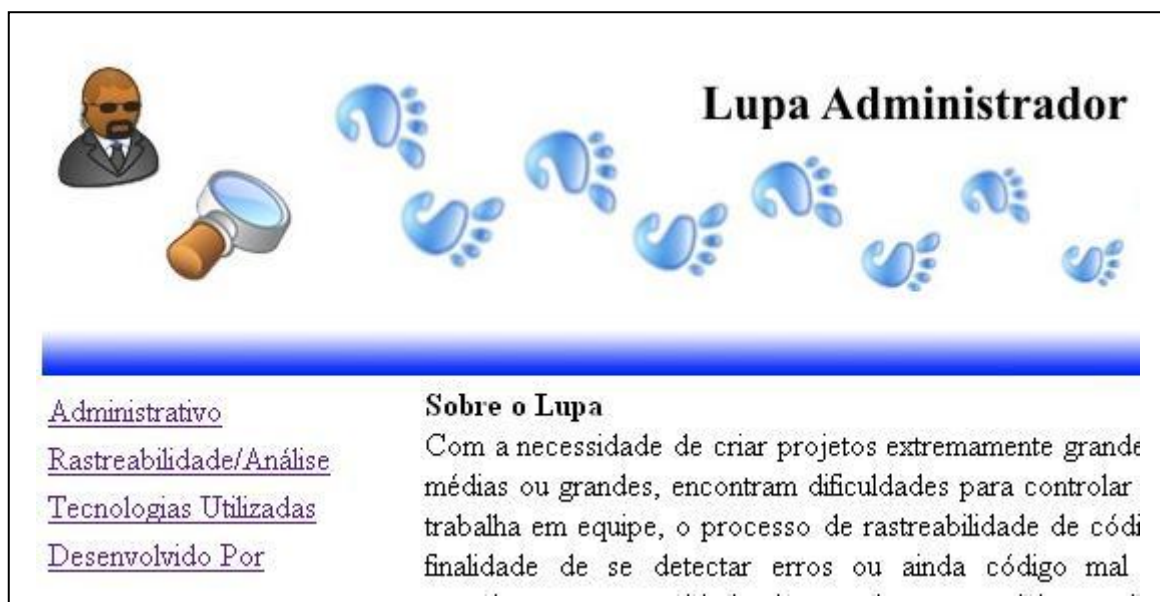 Lupa Administrador
Administrativo
Rastreabilidade/Análise
Tecnologias Utilizadas
Desenvolvido Por
Sobre o Lupa
Com a necessidade de criar projetos extremamente grande
médias ou grandes, encontram dificuldades para controlar
trabalha em equipe, o processo de rastreabilidade de códi
finalidade de se detectar erros ou ainda código mal